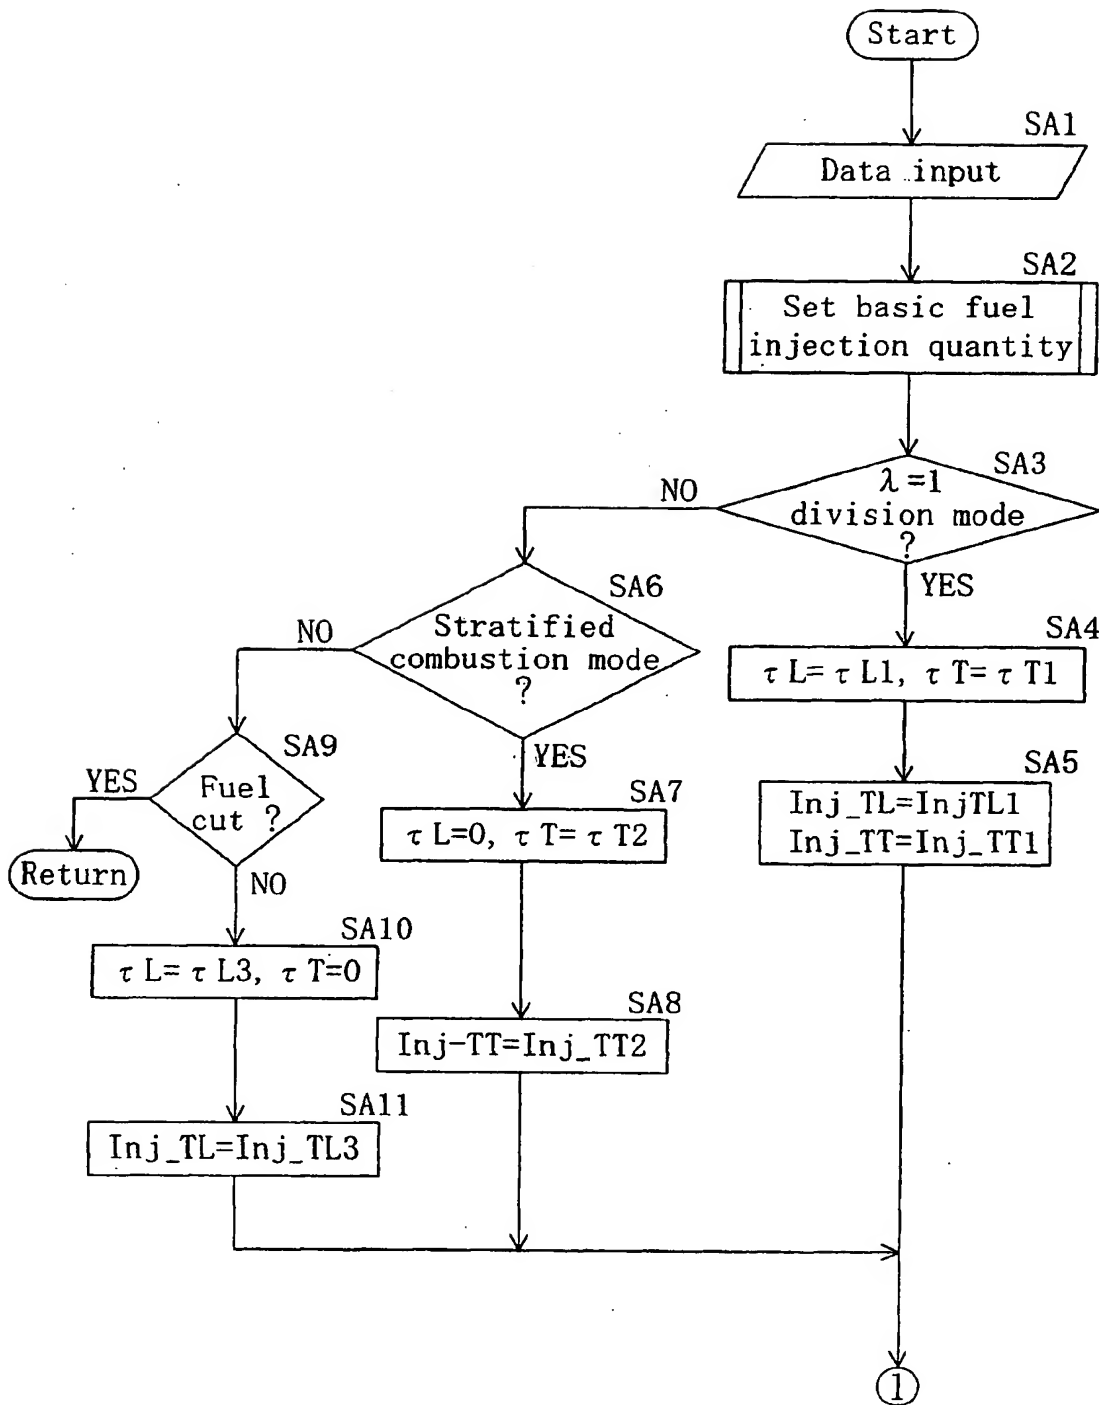 Start
SA1
Data input
SA2
Set basic fuel
injection quantity
SA3
λ=1
division mode
?
NO
YES
SA6
Stratified
combustion mode
?
NO
YES
SA4
τL=τL1, τT=τT1
SA5
Inj_TL=InjTL1
Inj_TT=Inj_TT1
SA9
Fuel
cut ?
YES
Return
NO
SA7
τL=0, τT=τT2
SA10
τL=τL3, τT=0
SA8
Inj-TT=Inj_TT2
SA11
Inj_TL=Inj_TL3
1